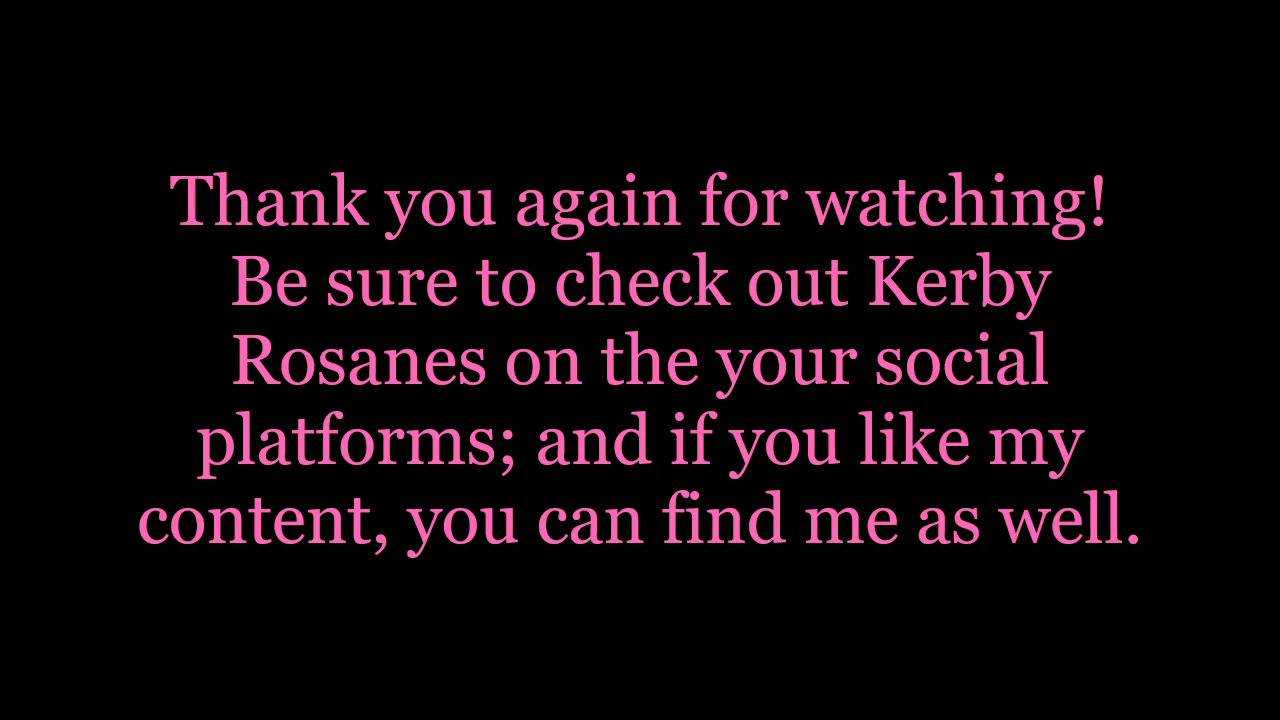 Thank you again for watching!
Be sure to check out Kerby
Rosanes on the your social
platforms; and if you like my
content, you can find me as well.